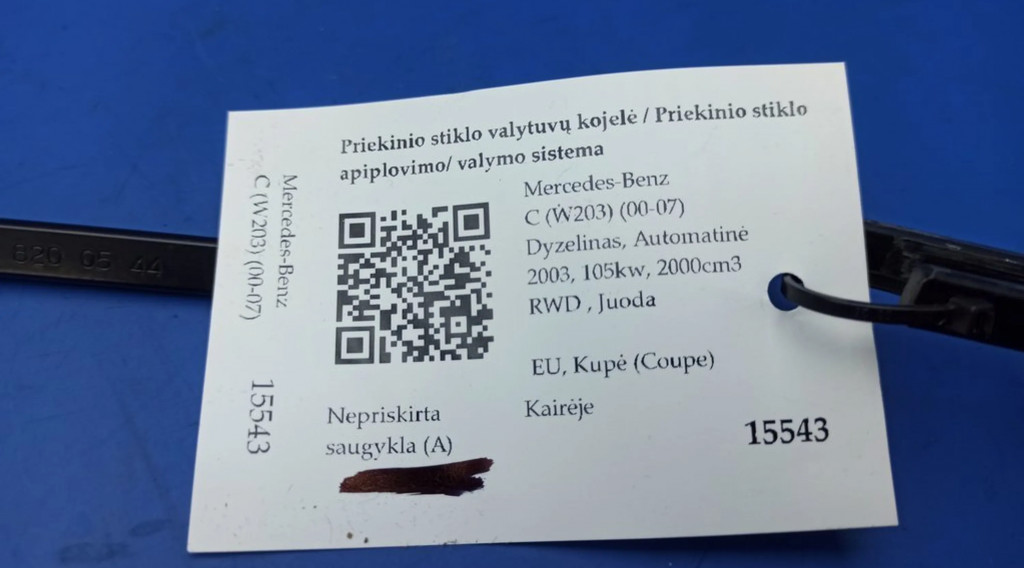 Priekinio stiklo valytuvų kojelė / Priekinio stiklo
apiplovimo/ valymo sistema
Mercedes-Benz
C (W203) (00-07)
Dyzelinas, Automatinė
2003, 105kw, 2000cm3
RWD , Juoda
EU, Kupė (Coupe)
Kairėje
Nepriskirta
saugykla (A)
15543
Mercedes-Benz
C (W203) (00-07)
15543
820 05 44